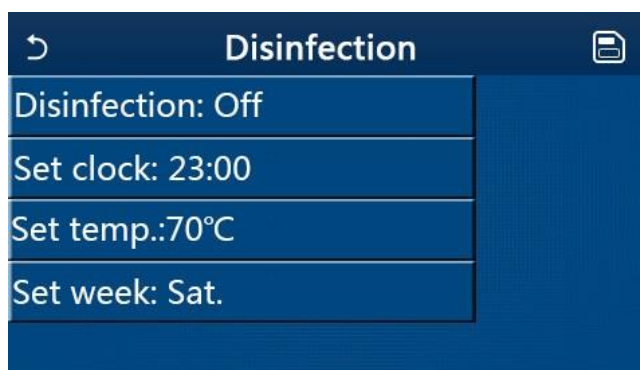 Disinfection
Disinfection: Off
Set clock: 23:00
Set temp.:70℃
Set week: Sat.